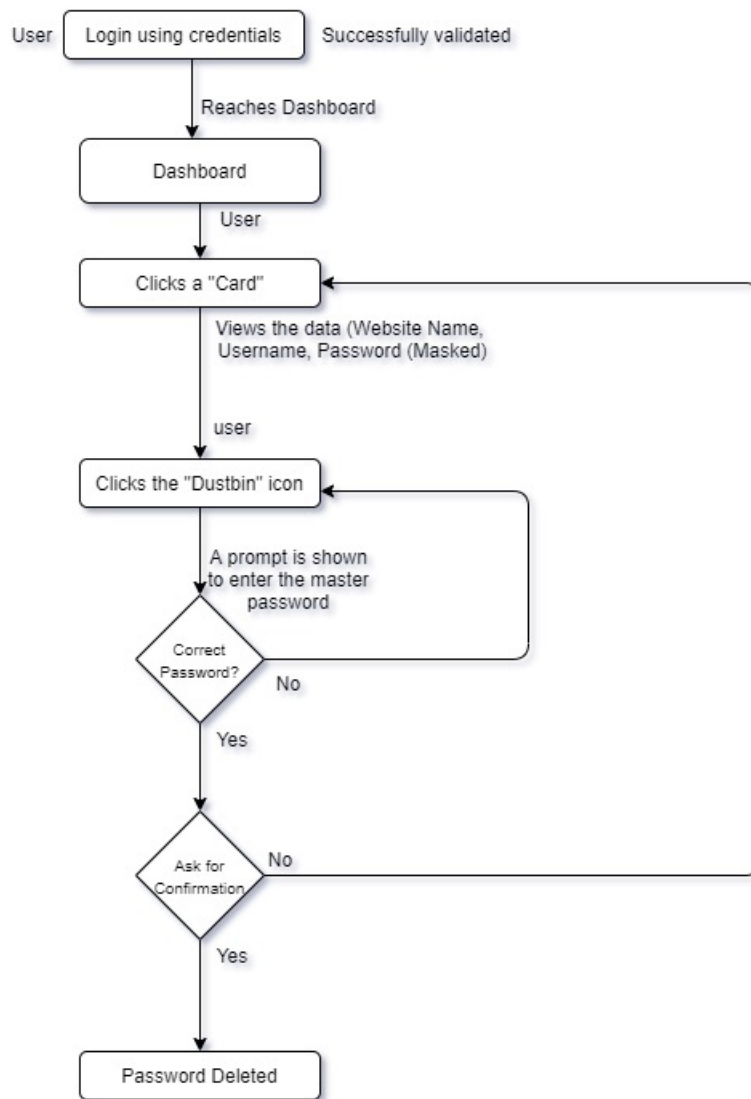 User
Login using credentials
Successfully validated
Reaches Dashboard
Dashboard
User
Clicks a "Card"
Views the data (Website Name,
Username, Password (Masked)
user
Clicks the "Dustbin" icon
A prompt is shown
to enter the master
password
Correct
Password?
No
Yes
Ask for
Confirmation
No
Yes
Password Deleted